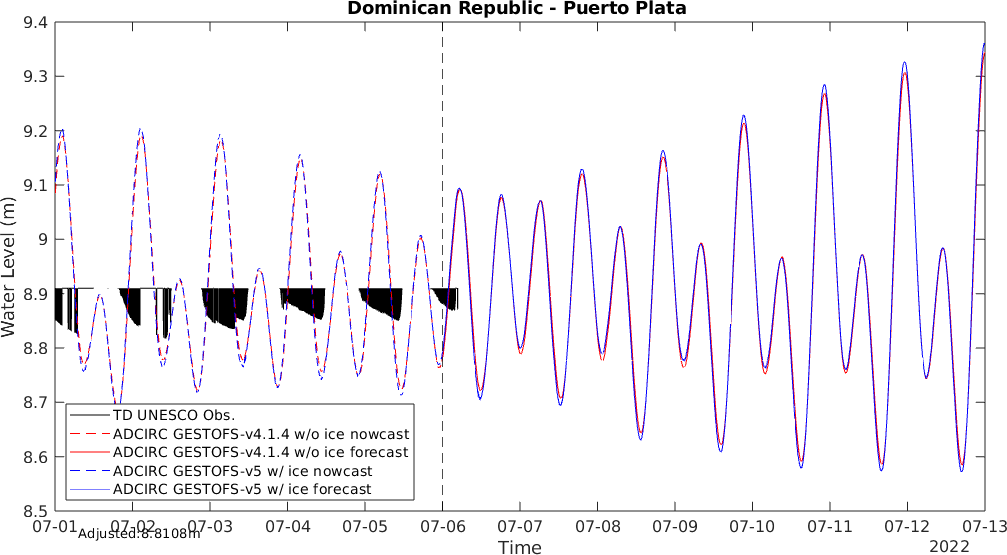 Dominican Republic - Puerto Plata
9.4
9.3
9.2
9.1
9
8.9
8.8
8.7
8.6
8.5
Water Level (m)
TD UNESCO Obs.
ADCIRC GESTOFS-v4.1.4 w/o ice nowcast
ADCIRC GESTOFS-v4.1.4 w/o ice forecast
ADCIRC GESTOFS-v5 w/ ice nowcast
ADCIRC GESTOFS-v5 w/ ice forecast
07-01 07-02 07-03 07-04 07-05 07-06 07-07 07-08 07-09 07-10 07-11 07-12 07-13
Adjusted:8.8108m
Time
2022